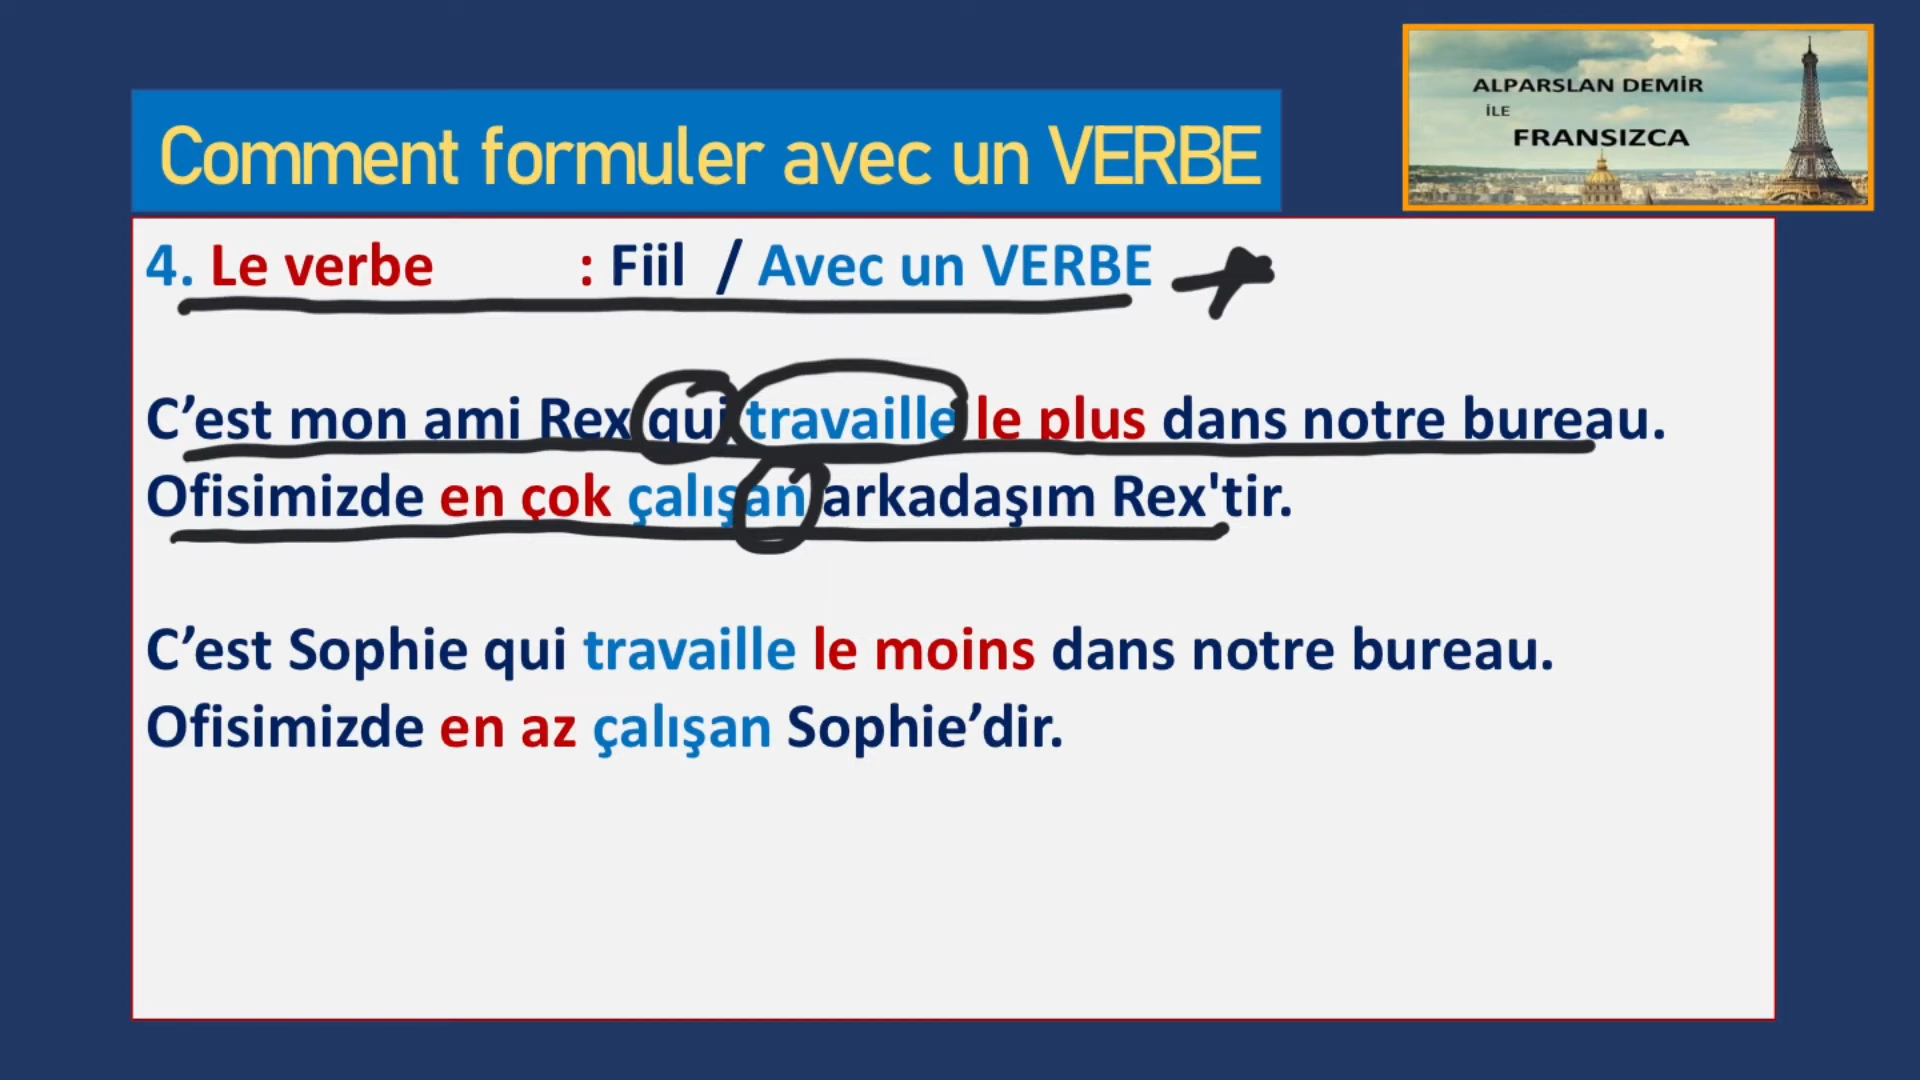 ALPARSLAN DEMİR
İLE
FRANSIZCA
Comment formuler avec un VERBE
4. Le verbe : Fiil / Avec un VERBE
C’est mon ami Rex qui travaille le plus dans notre bureau.
Ofisimizde en çok çalışan arkadaşım Rex'tir.
C’est Sophie qui travaille le moins dans notre bureau.
Ofisimizde en az çalışan Sophie’dir.